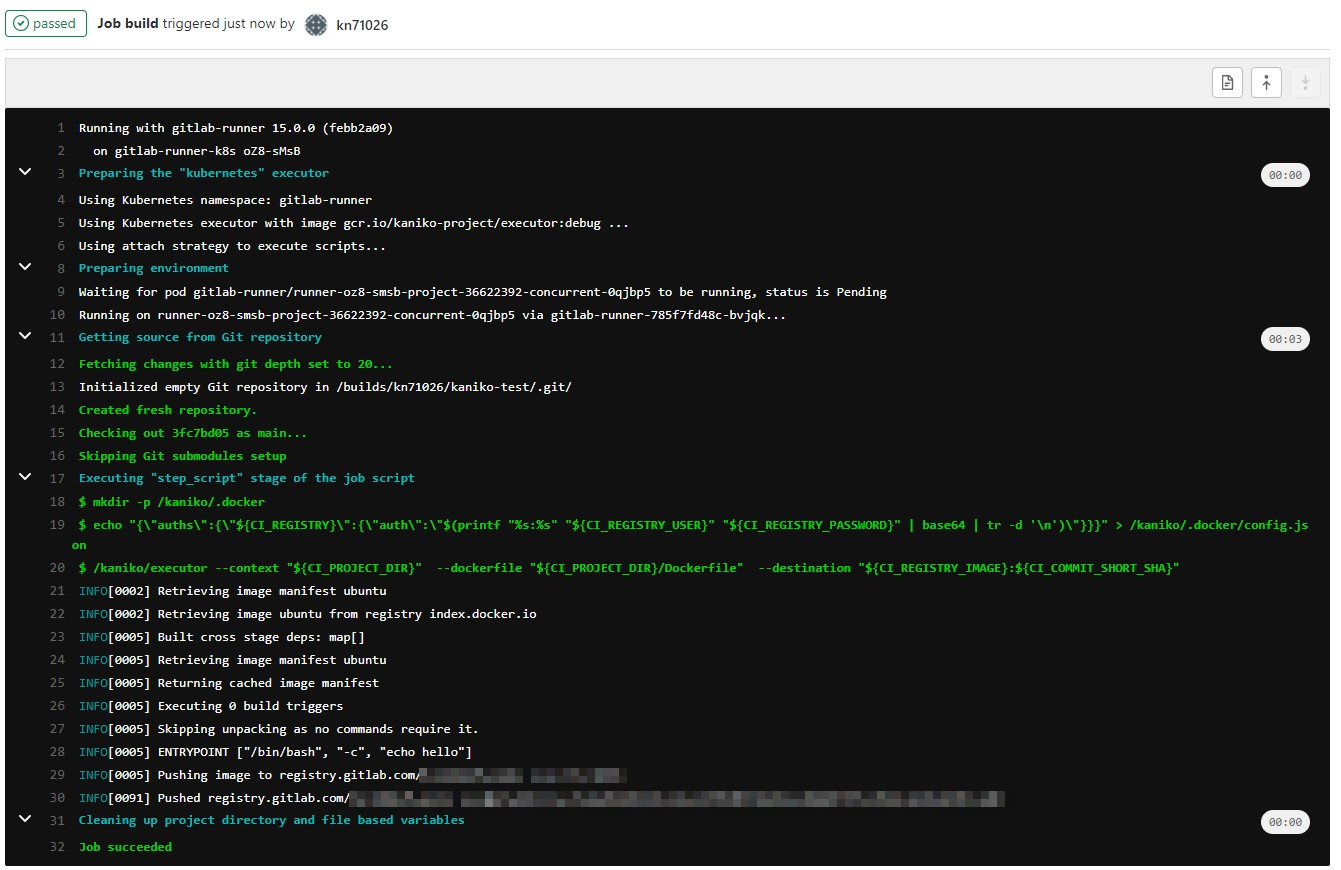 passed Job build triggered just now by kn71026
1 Running with gitlab-runner 15.0.0 (febb2a09)
2 on gitlab-runner-k8s oZ8-sMsB
3 Preparing the "kubernetes" executor 00:00
4 Using Kubernetes namespace: gitlab-runner
5 Using Kubernetes executor with image gcr.io/kaniko-project/executor:debug ...
6 Using attach strategy to execute scripts...
8 Preparing environment
9 Waiting for pod gitlab-runner/runner-oz8-smsb-project-36622392-concurrent-0qjbp5 to be running, status is Pending
10 Running on runner-oz8-smsb-project-36622392-concurrent-0qjbp5 via gitlab-runner-785f7fd48c-bvjqk...
11 Getting source from Git repository 00:03
12 Fetching changes with git depth set to 20...
13 Initialized empty Git repository in /builds/kn71026/kaniko-test/.git/
14 Created fresh repository.
15 Checking out 3fc7bd05 as main...
16 Skipping Git submodules setup
17 Executing "step_script" stage of the job script
18 $ mkdir -p /kaniko/.docker
19 $ echo "{\"auths\":{\"${CI_REGISTRY}\":{\"auth\":\"$(printf "%s:%s" "${CI_REGISTRY_USER}" "${CI_REGISTRY_PASSWORD}" | base64 | tr -d '\n')\"}}}" > /kaniko/.docker/config.js
on
20 $ /kaniko/executor --context "${CI_PROJECT_DIR}" --dockerfile "${CI_PROJECT_DIR}/Dockerfile" --destination "${CI_REGISTRY_IMAGE}:${CI_COMMIT_SHORT_SHA}"
21 INFO[0002] Retrieving image manifest ubuntu
22 INFO[0002] Retrieving image ubuntu from registry index.docker.io
23 INFO[0005] Built cross stage deps: map[]
24 INFO[0005] Retrieving image manifest ubuntu
25 INFO[0005] Returning cached image manifest
26 INFO[0005] Executing 0 build triggers
27 INFO[0005] Skipping unpacking as no commands require it.
28 INFO[0005] ENTRYPOINT ["/bin/bash", "-c", "echo hello"]
29 INFO[0005] Pushing image to registry.gitlab.com/
30 INFO[0091] Pushed registry.gitlab.com/
31 Cleaning up project directory and file based variables 00:00
32 Job succeeded